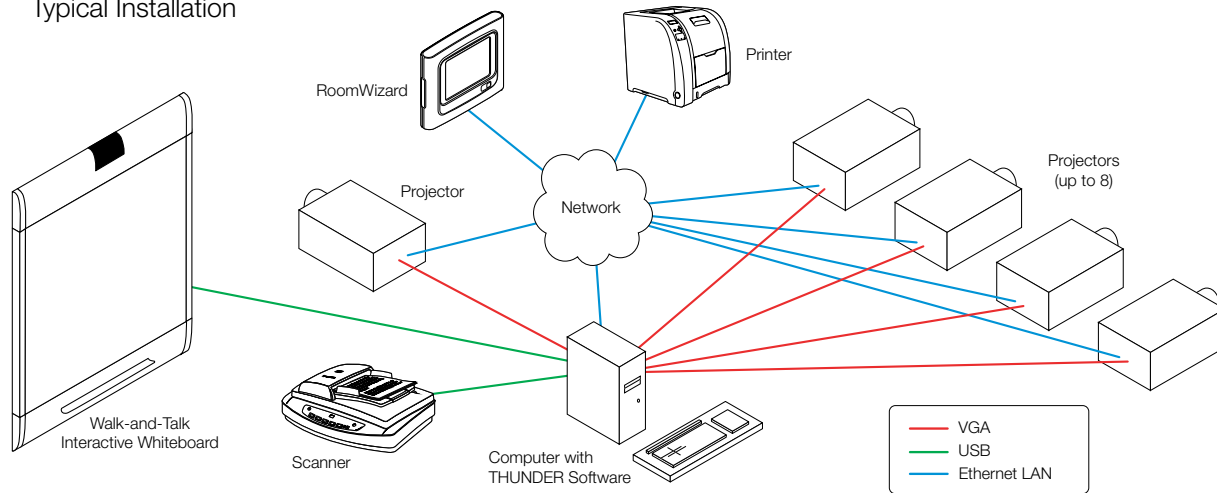 Typical Installation
RoomWizard
Printer
Projector
Network
Projectors
(up to 8)
Walk-and-Talk
Interactive Whiteboard
Scanner
Computer with
THUNDER Software
VGA
USB
Ethernet LAN